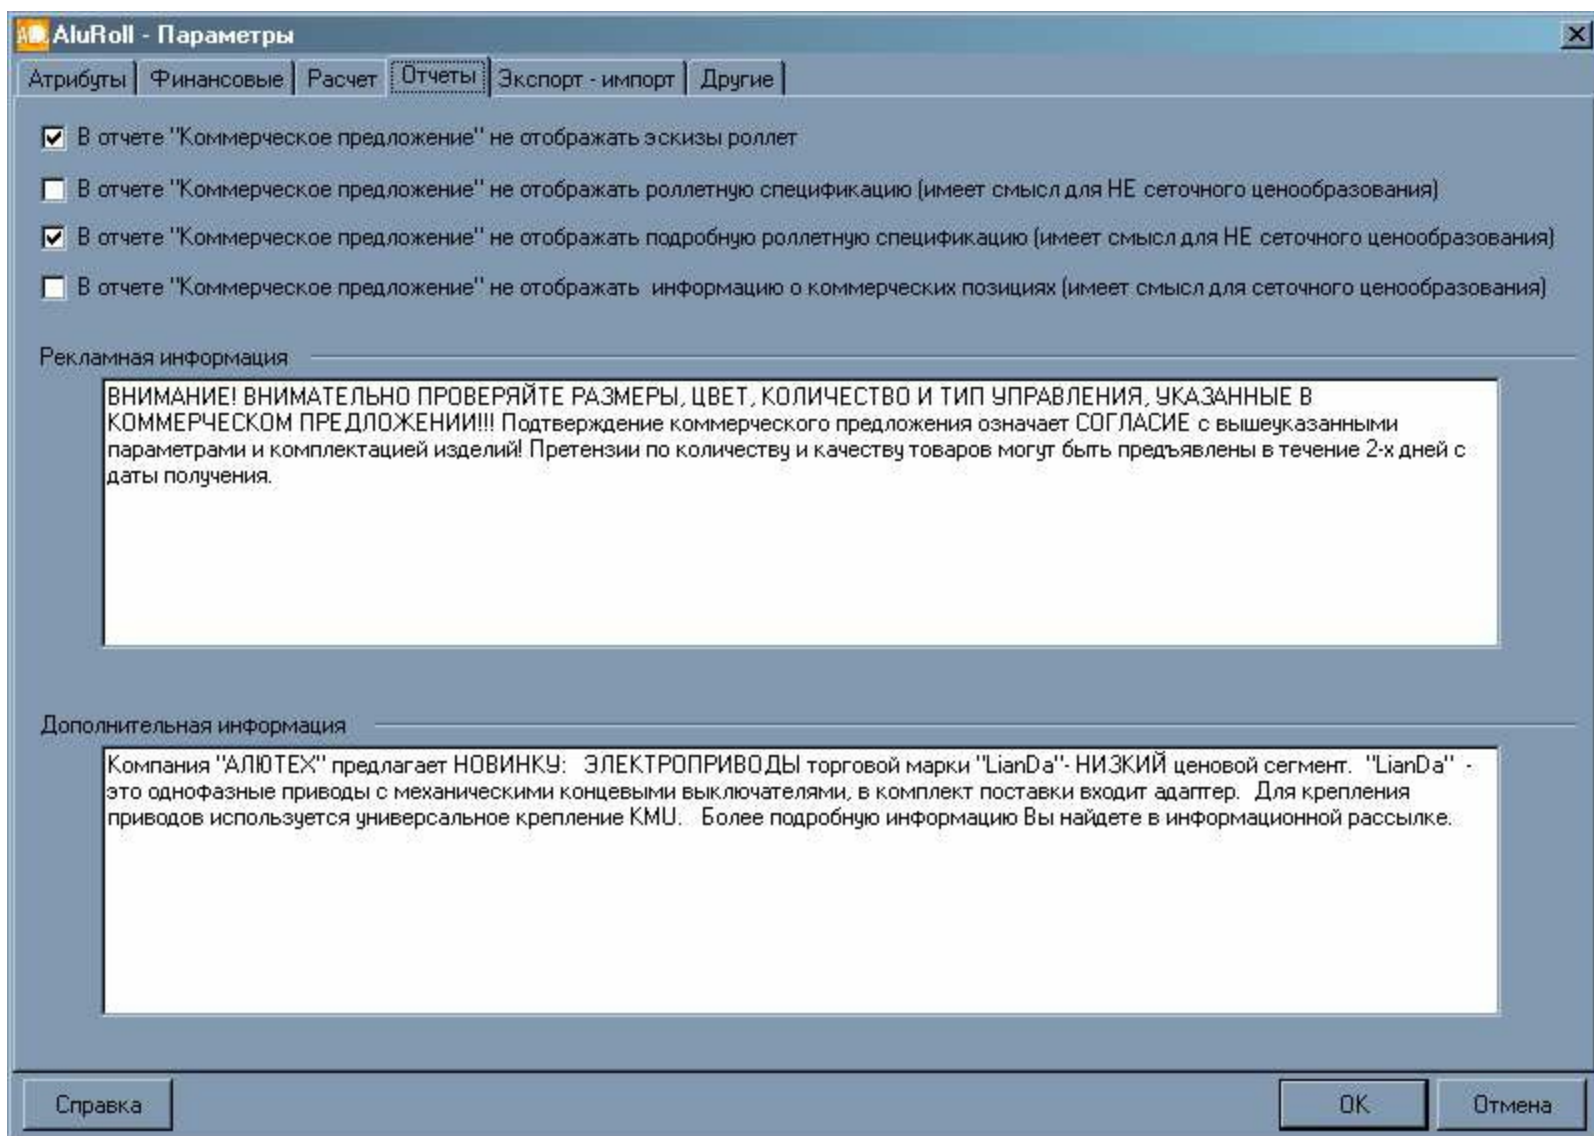 AluRoll - Параметры
Атрибуты Финансовые Расчет Отчеты Экспорт - импорт Другие
В отчете "Коммерческое предложение" не отображать эскизы роллет
В отчете "Коммерческое предложение" не отображать роллетную спецификацию (имеет смысл для НЕ сеточного ценообразования)
В отчете "Коммерческое предложение" не отображать подробную роллетную спецификацию (имеет смысл для НЕ сеточного ценообразования)
В отчете "Коммерческое предложение" не отображать  информацию о коммерческих позициях (имеет смысл для сеточного ценообразования)
Рекламная информация
ВНИМАНИЕ! ВНИМАТЕЛЬНО ПРОВЕРЯЙТЕ РАЗМЕРЫ, ЦВЕТ, КОЛИЧЕСТВО И ТИП УПРАВЛЕНИЯ, УКАЗАННЫЕ В
КОММЕРЧЕСКОМ ПРЕДЛОЖЕНИИ!!! Подтверждение коммерческого предложения означает СОГЛАСИЕ с вышеуказанными
параметрами и комплектацией изделий! Претензии по количеству и качеству товаров могут быть предъявлены в течение 2-х дней с
даты получения.
Дополнительная информация
Компания "АЛЮТЕХ" предлагает НОВИНКУ:   ЭЛЕКТРОПРИВОДЫ торговой марки "LianDa"- НИЗКИЙ ценовой сегмент.  "LianDa"  -
это однофазные приводы с механическими концевыми выключателями, в комплект поставки входит адаптер.  Для крепления
приводов используется универсальное крепление KMU.   Более подробную информацию Вы найдете в информационной рассылке.
Справка OK Отмена